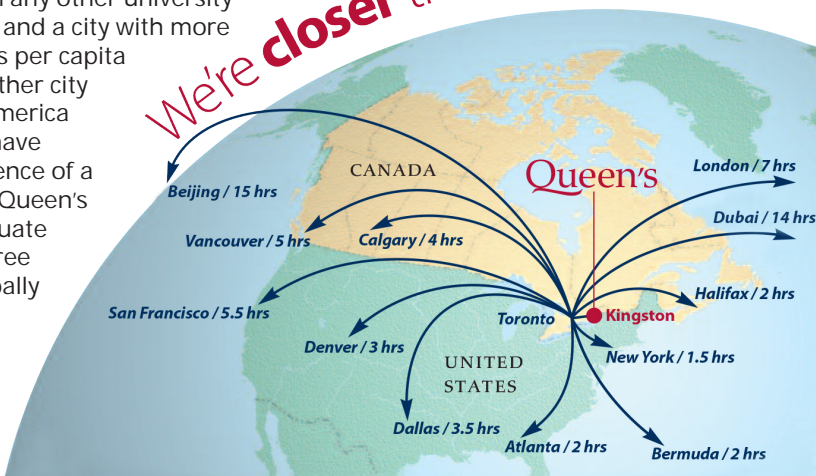 any other university
and a city with more
s per capita
ther city
merica
have
ence of a
Queen's
uate
ree
bally
We're closer
CANADA
Queen's
London / 7 hrs
Beijing / 15 hrs
Dubai / 14 hrs
Vancouver / 5 hrs
Calgary / 4 hrs
Halifax / 2 hrs
San Francisco / 5.5 hrs
Toronto
Kingston
Denver / 3 hrs
New York / 1.5 hrs
UNITED
STATES
Dallas / 3.5 hrs
Atlanta / 2 hrs
Bermuda / 2 hrs